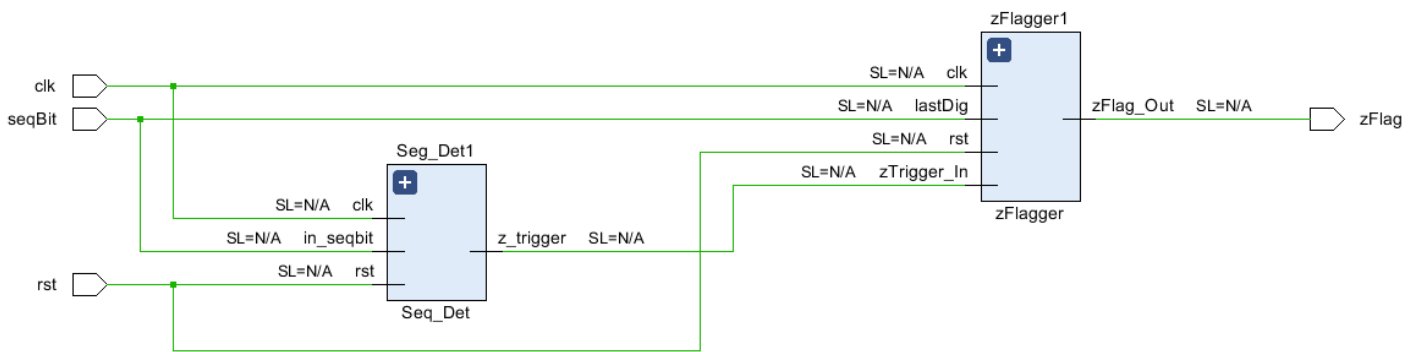 zFlagger1
clk
SL=N/A clk
seqBit
SL=N/A lastDig
zFlag_Out SL=N/A
zFlag
SL=N/A rst
Seg_Det1
SL=N/A zTrigger_In
zFlagger
SL=N/A clk
SL=N/A in_seqbit
z_trigger SL=N/A
rst
SL=N/A rst
Seq_Det